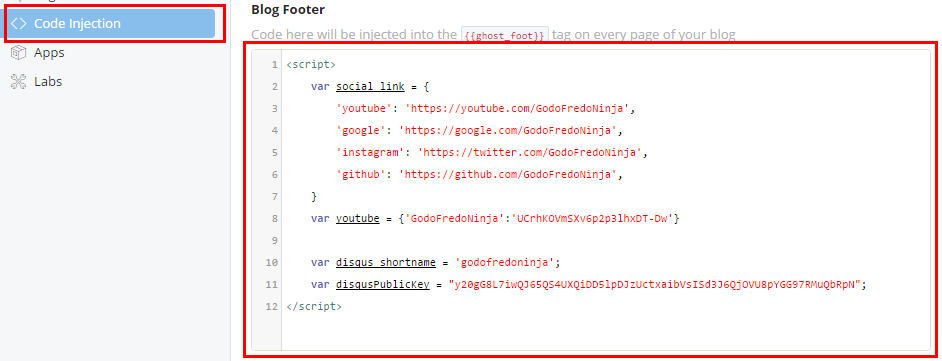 Blog Footer
<> Code Injection
Code here will be injected into the {{ghost_foot}} tag on every page of your blog
Apps
Labs
1 <script>
2 var social_link = {
3 'youtube': 'https://youtube.com/GodoFredoNinja',
4 'google': 'https://google.com/GodoFredoNinja',
5 'instagram': 'https://twitter.com/GodoFredoNinja',
6 'github': 'https://github.com/GodoFredoNinja',
7 }
8 var youtube = {'GodoFredoNinja':'UCrhKOVmSXv6p2p3lhxDT-Dw'}
9
10 var disqus_shortname = 'godofredoninja';
11 var disqusPublicKey = "y20gG8L7iwQJ65QS4UXQiDD5lpDJzUctxaibVsISd3J6QjOVU8pYGG97RMuQbRpN";
12 </script>